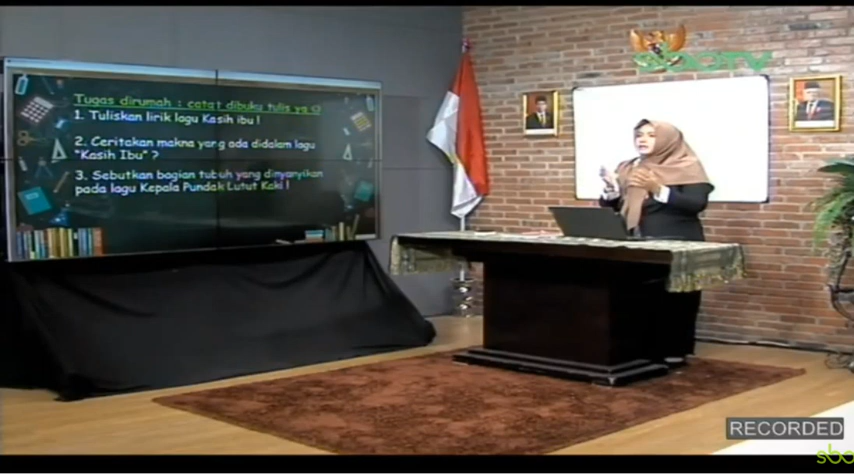 Tugas dirumah : catat dibuku tulis ya
1. Tuliskan lirik lagu Kasih ibu !
2. Ceritakan makna yang ada didalam lagu
"Kasih Ibu" ?
3. Sebutkan bagian tubuh yang dinyanyikan
pada lagu Kepala Pundak Lutut Kaki !
sboTV
RECORDED
sbo